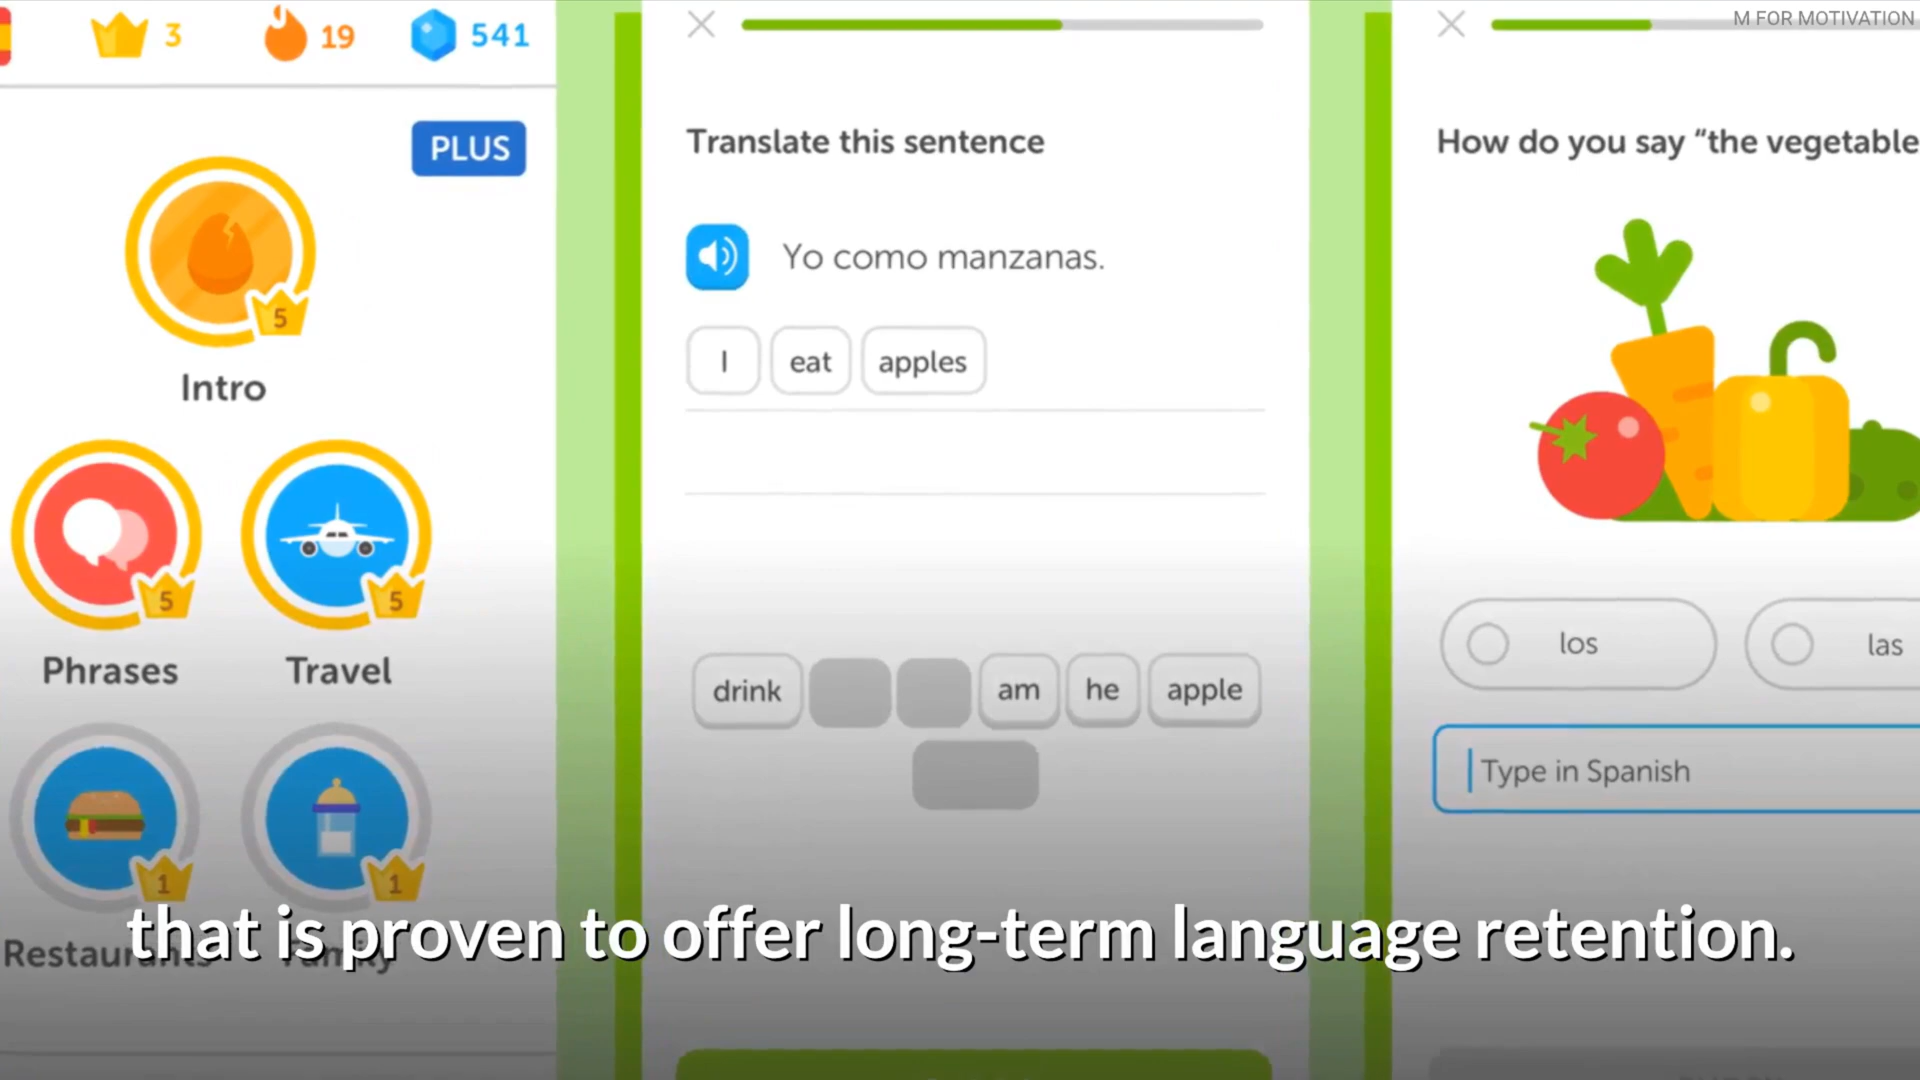 M FOR MOTIVATION
3
19
541
PLUS
5
Intro
5
5
Phrases
Travel
1
1
Restaurants
Family
Translate this sentence
Yo como manzanas.
I
eat
apples
drink
am
he
apple
How do you say “the vegetable
los
las
Type in Spanish
that is proven to offer long-term language retention.